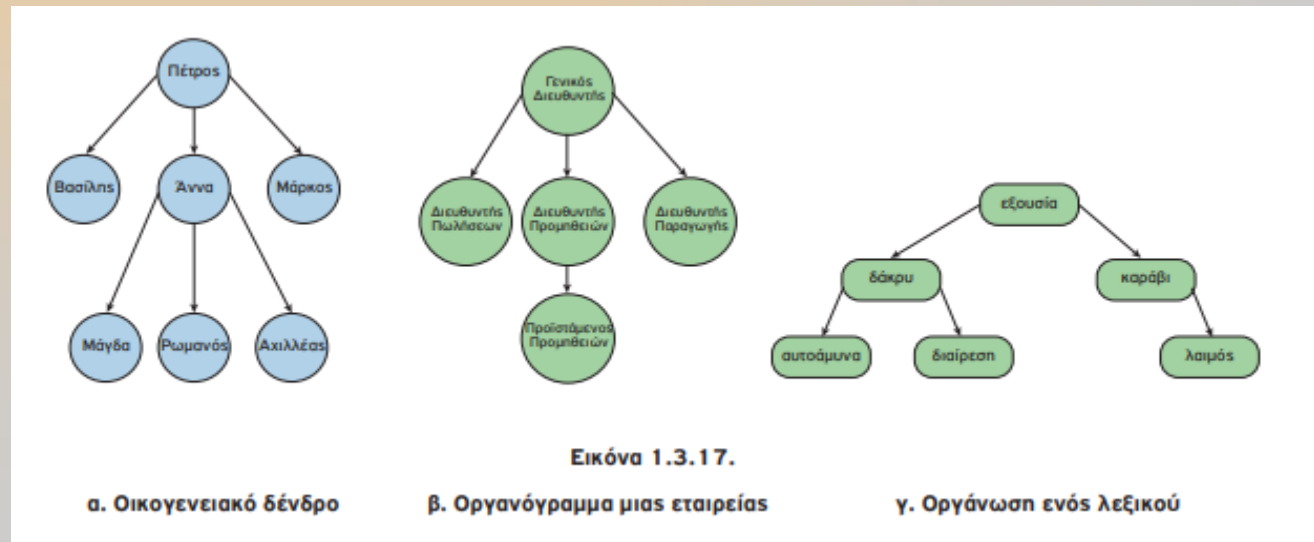 Πέτρος
Βασίλης
Άννα
Μάρκος
Μάγδα
Ρωμανός
Αχιλλέας
Γενικός
Διευθυντής
Διευθυντής
Πωλήσεων
Διευθυντής
Προμηθειών
Διευθυντής
Παραγωγής
Προϊστάμενος
Προμηθειών
εξουσία
δάκρυ
καράβι
αυτοάμυνα
διαίρεση
λαιμός
Εικόνα 1.3.17.
α. Οικογενειακό δένδρο
β. Οργανόγραμμα μιας εταιρείας
γ. Οργάνωση ενός λεξικού